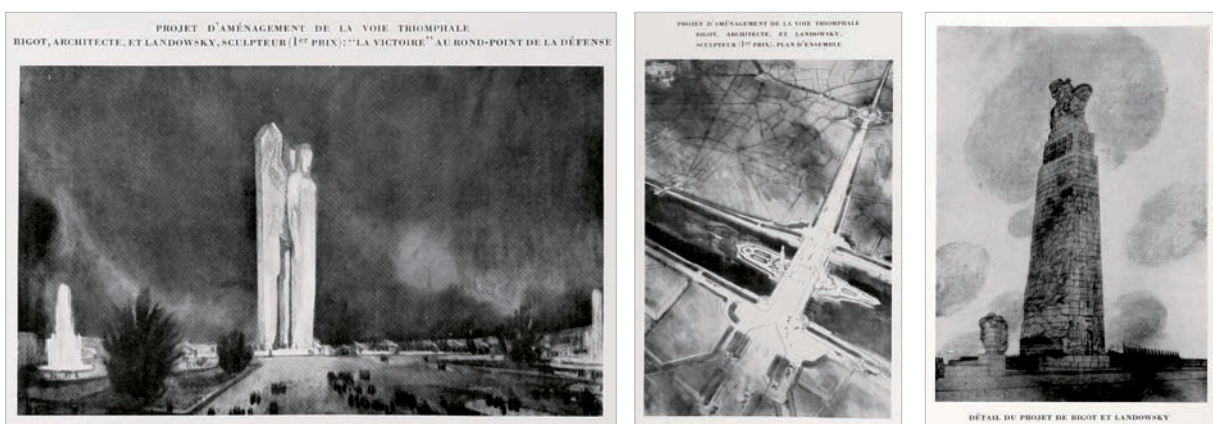 PROJET D'AMÉNAGEMENT DE LA VOIE TRIOMPHALE
BIGOT, ARCHITECTE, ET LANDOWSKY, SCULPTEUR (1er PRIX): "LA VICTOIRE" AU ROND-POINT DE LA DÉFENSE
PROJET D'AMÉNAGEMENT DE LA VOIE TRIOMPHALE
BIGOT, ARCHITECTE, ET LANDOWSKY,
SCULPTEUR (1er PRIX). PLAN D'ENSEMBLE
DÉTAIL DU PROJET DE BIGOT ET LANDOWSKY